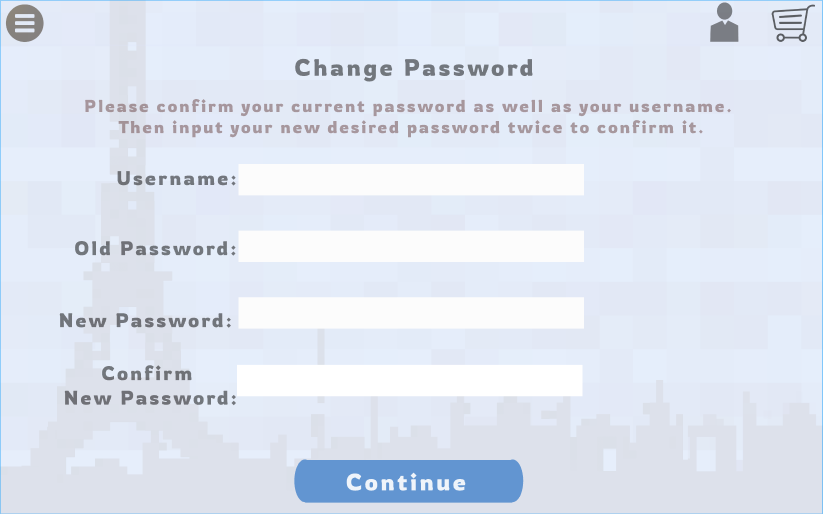 Change Password
Please confirm your current password as well as your username.
Then input your new desired password twice to confirm it.
Username:
Old Password:
New Password:
Confirm
New Password:
Continue